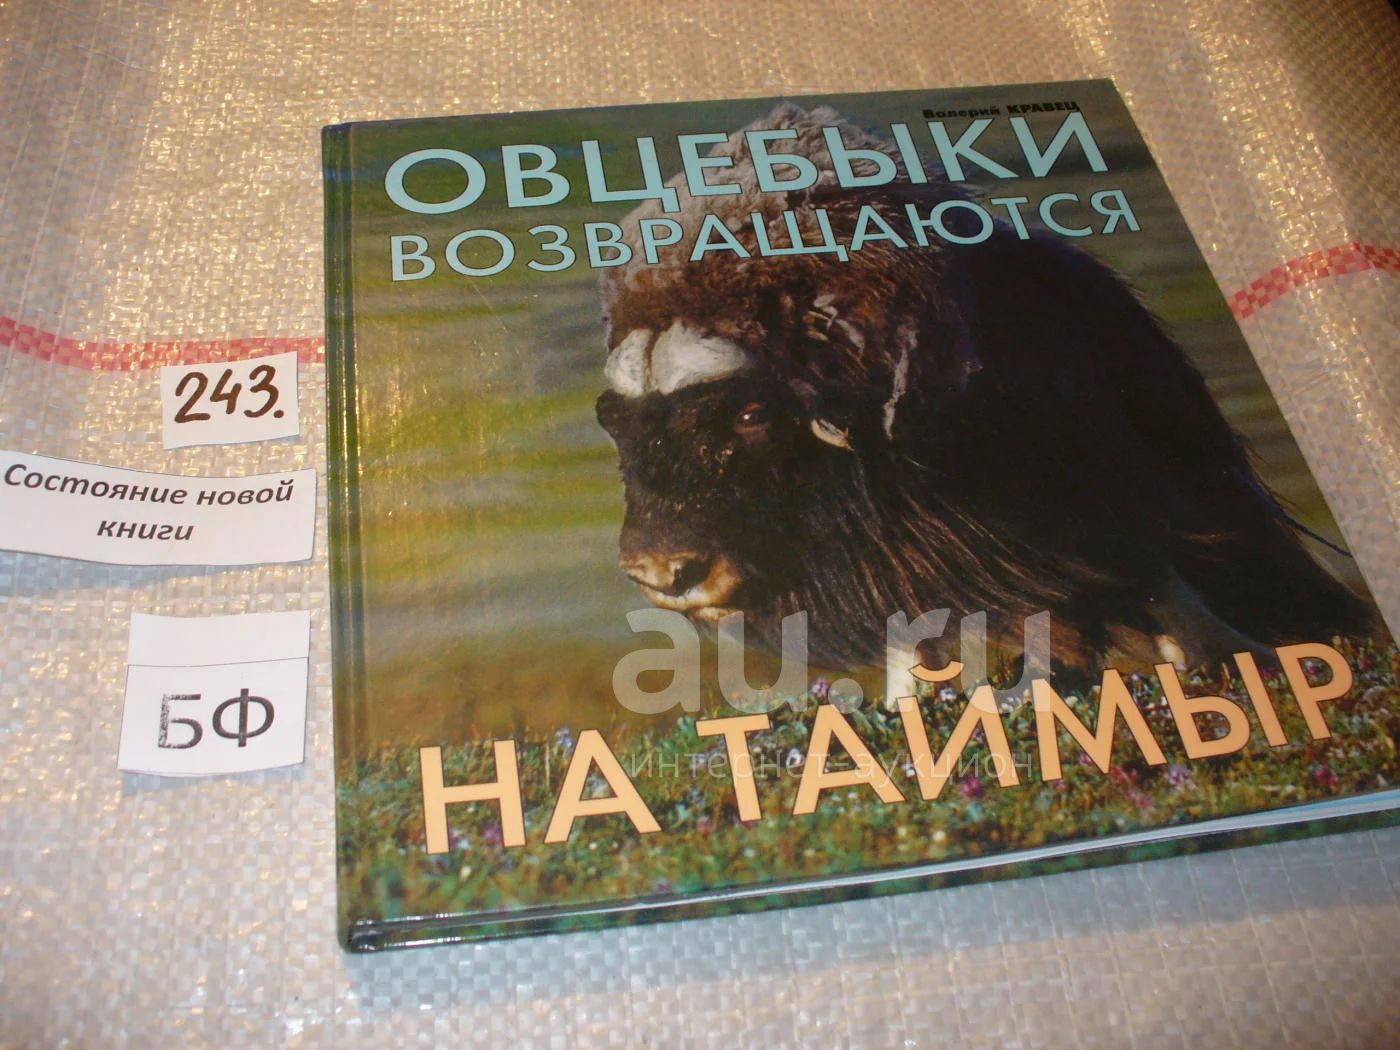 Валерий КРАВЕЦ
ОВЦЕБЫКИ
ВОЗВРАЩАЮТСЯ
НА ТАЙМЫР
243.
Состояние новой
книги
БФ
au.ru
интернет-аукцион